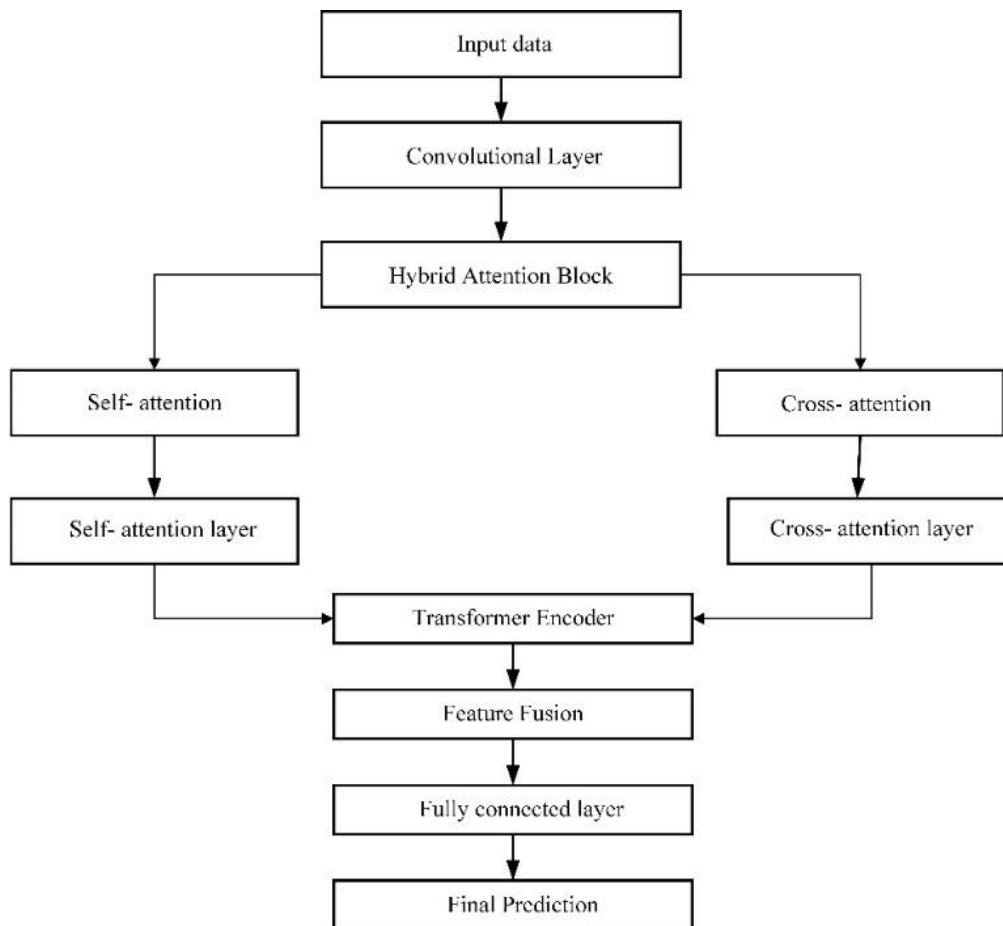 Input data
Convolutional Layer
Hybrid Attention Block
Self- attention
Cross- attention
Self- attention layer
Cross- attention layer
Transformer Encoder
Feature Fusion
Fully connected layer
Final Prediction